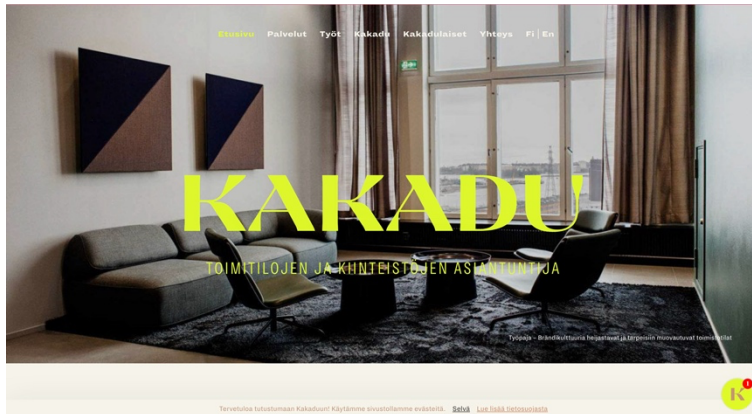 Etusivu Palvelut Työt Kakadu Kakadulaiset Yhteys Fi | En
KAKADU
TOIMITILOJEN JA KIINTEISTÖJEN ASIANTUNTIJA
Työpaja – Brändikulttuuria heijastavat ja tarpeisiin muovautuvat toimistotilat
K
1
Tervetuloa tutustumaan Kakaduun! Käytämme sivustollamme evästeitä. Selvä Lue lisää tietosuojasta